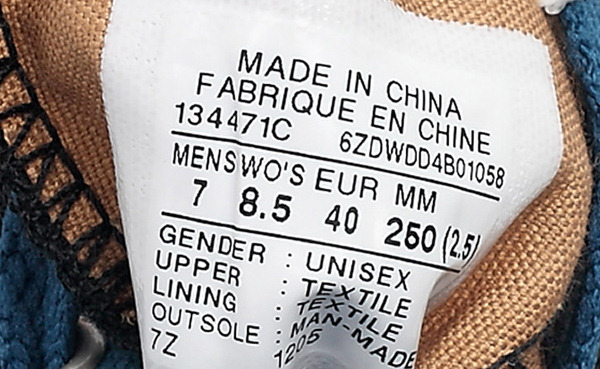 MADE IN CHINA
FABRIQUE EN CHINE
134471C 6ZDWDD4B01058
MENS WO'S EUR MM
7 8.5 40 260 (2.5)
GENDER : UNISEX
UPPER : TEXTILE
LINING : TEXTILE
OUTSOLE : MAN-MADE
7Z 1205